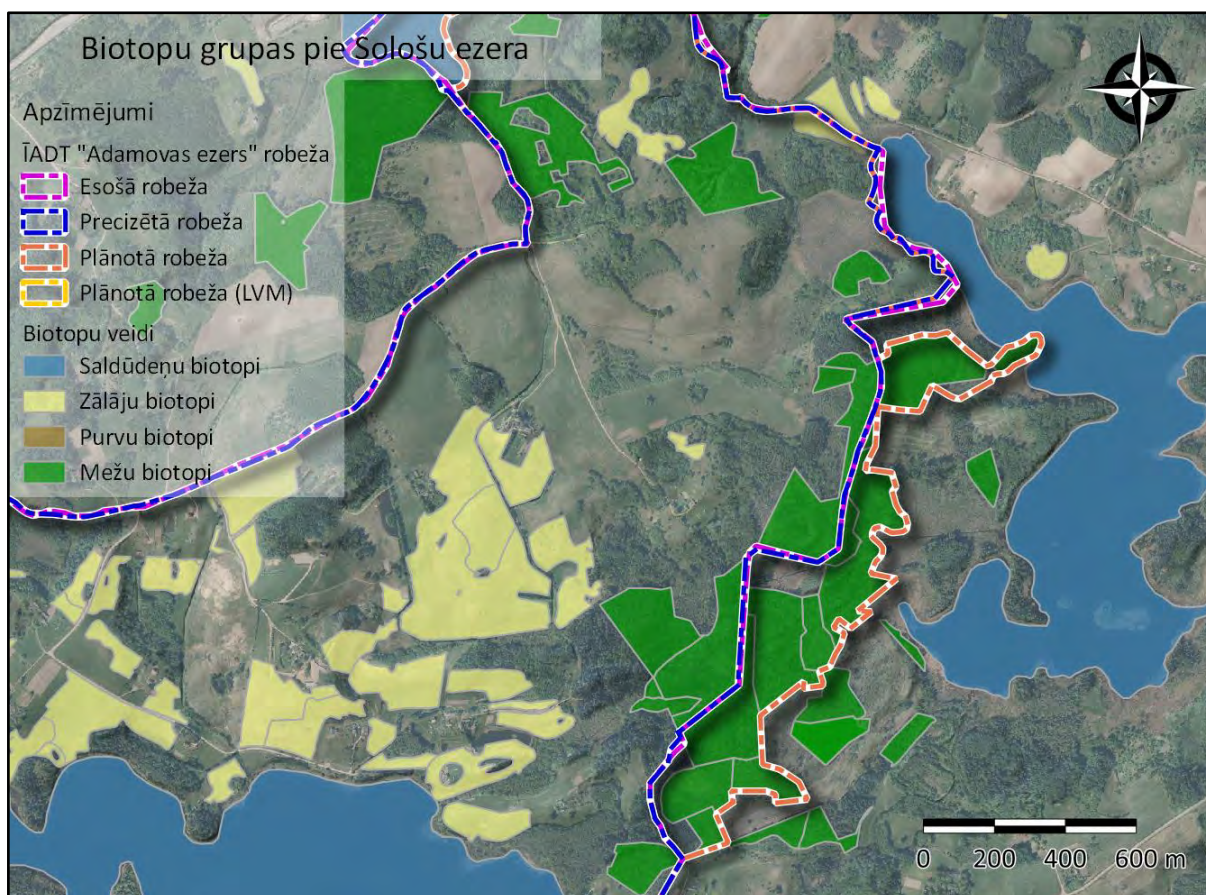 Biotopu grupas pie Sološu ezera
Apzīmējumi
ĪADT "Adamovas ezers" robeža
Esošā robeža
Precizētā robeža
Plānotā robeža
Plānotā robeža (LVM)
Biotopu veidi
Saldūdeņu biotopi
Zālāju biotopi
Purvu biotopi
Mežu biotopi
0 200 400 600 m